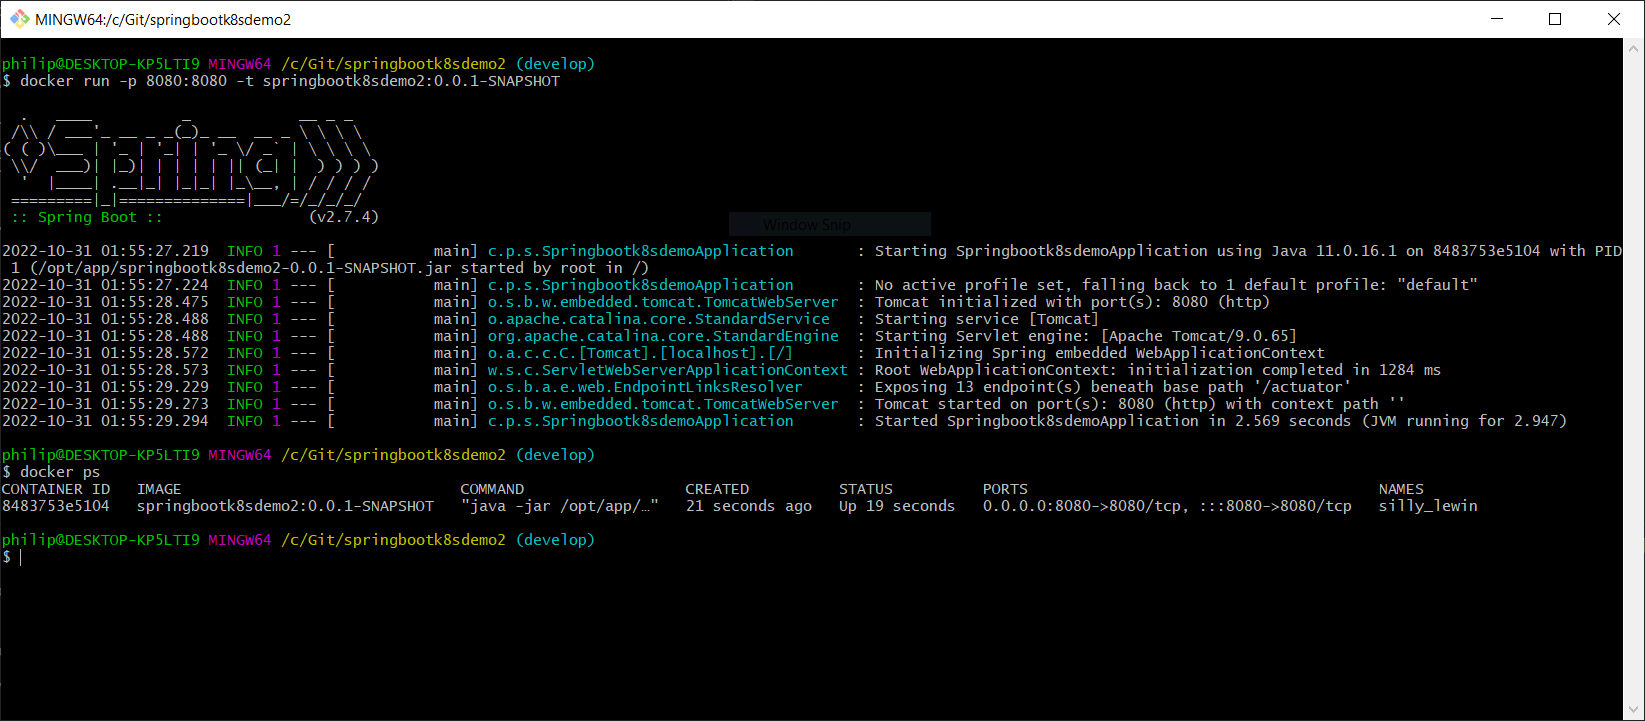 MINGW64:/c/Git/springbootk8sdemo2
philip@DESKTOP-KP5LTI9 MINGW64 /c/Git/springbootk8sdemo2 (develop)
$ docker run -p 8080:8080 -t springbootk8sdemo2:0.0.1-SNAPSHOT
  .   ____          _            __ _ _
 /\\ / ___'_ __ _ _(_)_ __  __ _ \ \ \ \
( ( )\___ | '_ | '_| | '_ \/ _` | \ \ \ \
 \\/  ___)| |_)| | | | | || (_| |  ) ) ) )
  '  |____| .__|_| |_|_| |_\__, | / / / /
 =========|_|==============|___/=/_/_/_/
 :: Spring Boot ::                (v2.7.4)
Window Snip
2022-10-31 01:55:27.219  INFO 1 --- [           main] c.p.s.Springbootk8sdemoApplication       : Starting Springbootk8sdemoApplication using Java 11.0.16.1 on 8483753e5104 with PID
 1 (/opt/app/springbootk8sdemo2-0.0.1-SNAPSHOT.jar started by root in /)
2022-10-31 01:55:27.224  INFO 1 --- [           main] c.p.s.Springbootk8sdemoApplication       : No active profile set, falling back to 1 default profile: "default"
2022-10-31 01:55:28.475  INFO 1 --- [           main] o.s.b.w.embedded.tomcat.TomcatWebServer  : Tomcat initialized with port(s): 8080 (http)
2022-10-31 01:55:28.488  INFO 1 --- [           main] o.apache.catalina.core.StandardService   : Starting service [Tomcat]
2022-10-31 01:55:28.488  INFO 1 --- [           main] org.apache.catalina.core.StandardEngine  : Starting Servlet engine: [Apache Tomcat/9.0.65]
2022-10-31 01:55:28.572  INFO 1 --- [           main] o.a.c.c.C.[Tomcat].[localhost].[/]       : Initializing Spring embedded WebApplicationContext
2022-10-31 01:55:28.573  INFO 1 --- [           main] w.s.c.ServletWebServerApplicationContext : Root WebApplicationContext: initialization completed in 1284 ms
2022-10-31 01:55:29.229  INFO 1 --- [           main] o.s.b.a.e.web.EndpointLinksResolver      : Exposing 13 endpoint(s) beneath base path '/actuator'
2022-10-31 01:55:29.273  INFO 1 --- [           main] o.s.b.w.embedded.tomcat.TomcatWebServer  : Tomcat started on port(s): 8080 (http) with context path ''
2022-10-31 01:55:29.294  INFO 1 --- [           main] c.p.s.Springbootk8sdemoApplication       : Started Springbootk8sdemoApplication in 2.569 seconds (JVM running for 2.947)
philip@DESKTOP-KP5LTI9 MINGW64 /c/Git/springbootk8sdemo2 (develop)
$ docker ps
CONTAINER ID   IMAGE                               COMMAND                  CREATED          STATUS          PORTS                                       NAMES
8483753e5104   springbootk8sdemo2:0.0.1-SNAPSHOT   "java -jar /opt/app/…"   21 seconds ago   Up 19 seconds   0.0.0.0:8080->8080/tcp, :::8080->8080/tcp   silly_lewin
philip@DESKTOP-KP5LTI9 MINGW64 /c/Git/springbootk8sdemo2 (develop)
$